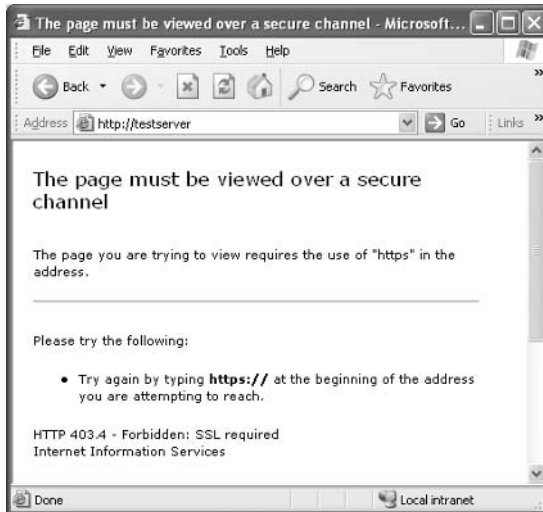 The page must be viewed over a secure channel - Microsoft...
File Edit View Favorites Tools Help
Back Search Favorites »
Address http://testserver Go Links »
The page must be viewed over a secure
channel
The page you are trying to view requires the use of "https" in the
address.
Please try the following:
• Try again by typing https:// at the beginning of the address
you are attempting to reach.
HTTP 403.4 - Forbidden: SSL required
Internet Information Services
Done Local intranet